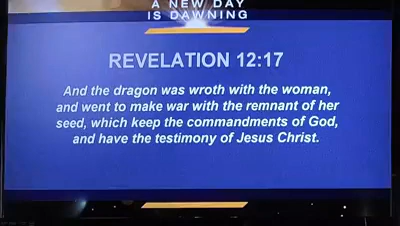 A NEW DAY
IS DAWNING
REVELATION 12:17
And the dragon was wroth with the woman,
and went to make war with the remnant of her
seed, which keep the commandments of God,
and have the testimony of Jesus Christ.